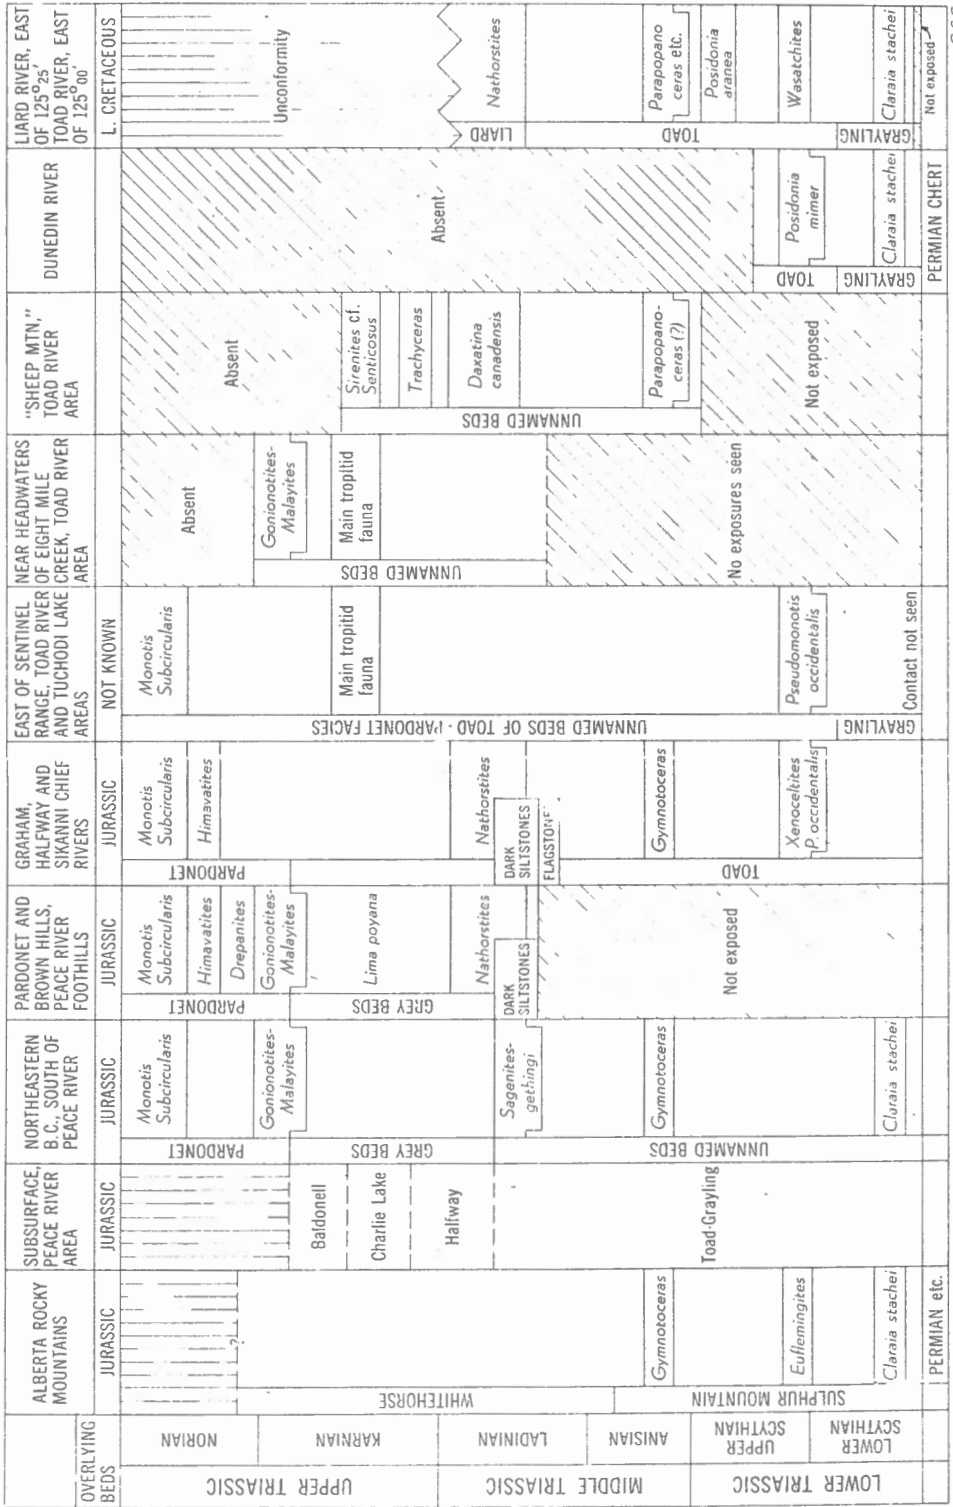 OVERLYING
BEDS
NORIAN
KARNIAN
LADINIAN
ANISIAN
UPPER
SCYTHIAN
LOWER
SCYTHIAN
UPPER TRIASSIC
MIDDLE TRIASSIC
LOWER TRIASSIC
ALBERTA ROCKY
MOUNTAINS
JURASSIC
?
WHITEHORSE
SULPHUR MOUNTAIN
Gymnotoceras
Euflemingites
Claraia stachei
PERMIAN etc.
SUBSURFACE,
PEACE RIVER
AREA
JURASSIC
Baldonell
Charlie Lake
Halfway
Toad-Grayling
NORTHEASTERN
B.C., SOUTH OF
PEACE RIVER
JURASSIC
PARDONET
GREY BEDS
UNNAMED BEDS
Monotis
Subcircularis
Gonionotites-
Malayites
Sagenites-
gethingi
Gymnotoceras
Claraia stachei
PARDONET AND
BROWN HILLS,
PEACE RIVER
FOOTHILLS
JURASSIC
PARDONET
GREY BEDS
DARK
SILTSTONES
Monotis
Subcircularis
Himavatites
Drepanites
Gonionotites-
Malayites
Lima poyana
Nathorstites
Not exposed
GRAHAM,
HALFWAY AND
SIKANNI CHIEF
RIVERS
JURASSIC
PARDONET
DARK
SILTSTONES
FLAGSTONE
TOAD
Monotis
Subcircularis
Himavatites
Nathorstites
Gymnotoceras
Xenoceltites
P. occidentalis
EAST OF SENTINEL
RANGE, TOAD RIVER
AND TUCHODI LAKE
AREAS
NOT KNOWN
UNNAMED BEDS OF TOAD - PARDONET FACIES
GRAYLING
Monotis
Subcircularis
Main tropitid
fauna
Pseudomonotis
occidentalis
Contact not seen
NEAR HEADWATERS
OF EIGHT MILE
CREEK, TOAD RIVER
AREA
Absent
UNNAMED BEDS
Gonionotites-
Malayites
Main tropitid
fauna
No exposures seen
"SHEEP MTN,"
TOAD RIVER
AREA
Absent
UNNAMED BEDS
Sirenites cf.
Senticosus
Trachyceras
Daxatina
canadensis
Parapopano-
ceras (?)
Not exposed
DUNEDIN RIVER
Absent
TOAD
GRAYLING
Posidonia
mimer
Claraia stachei
PERMIAN CHERT
LIARD RIVER, EAST
OF 125°25′
TOAD RIVER, EAST
OF 125°00′
L. CRETACEOUS
Unconformity
LIARD
TOAD
GRAYLING
Nathorstites
Parapopano
ceras etc.
Posidonia
aranea
Wasatchites
Claraia stachei
Not exposed